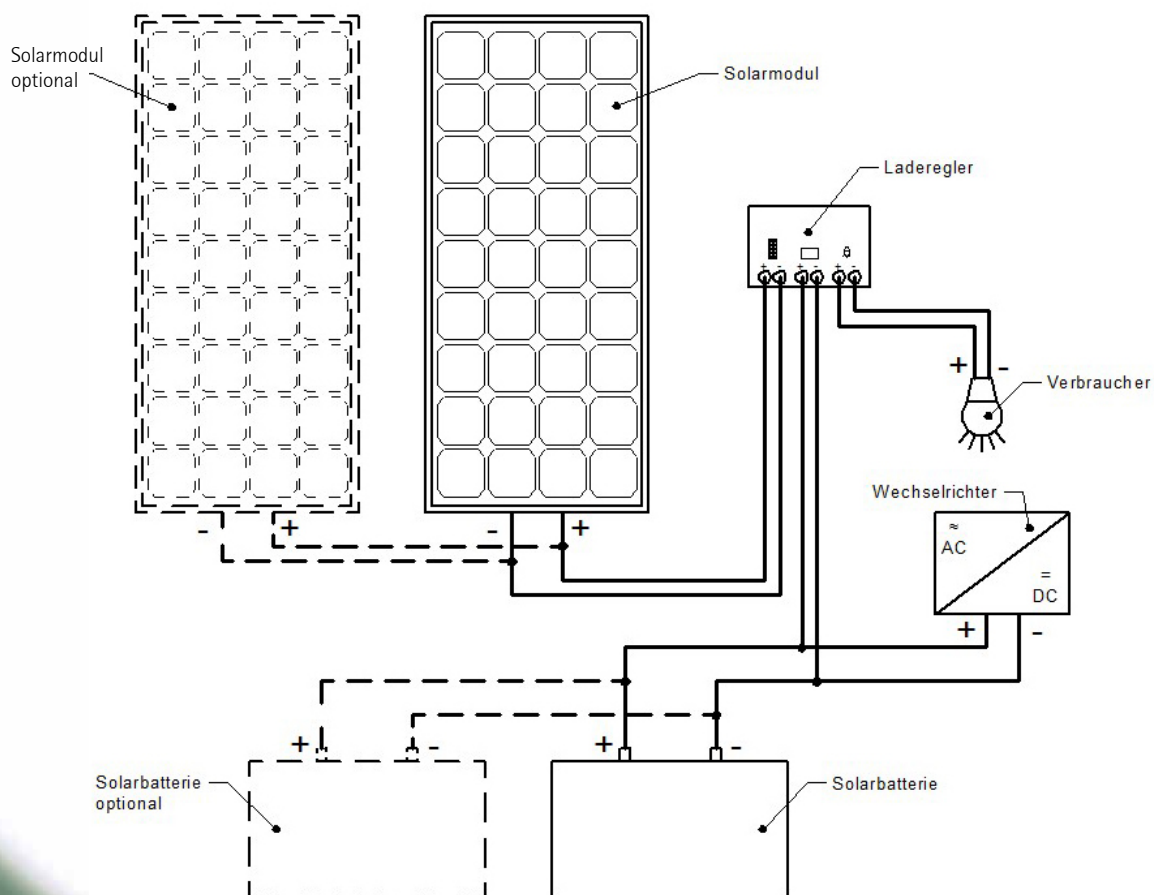 Solarmodul
optional
Solarmodul
Laderegler
+ - + - + -
+ -
Verbraucher
Wechselrichter
≈
AC
=
DC
- +
- +
+ -
+ -
+ -
Solarbatterie
optional
Solarbatterie